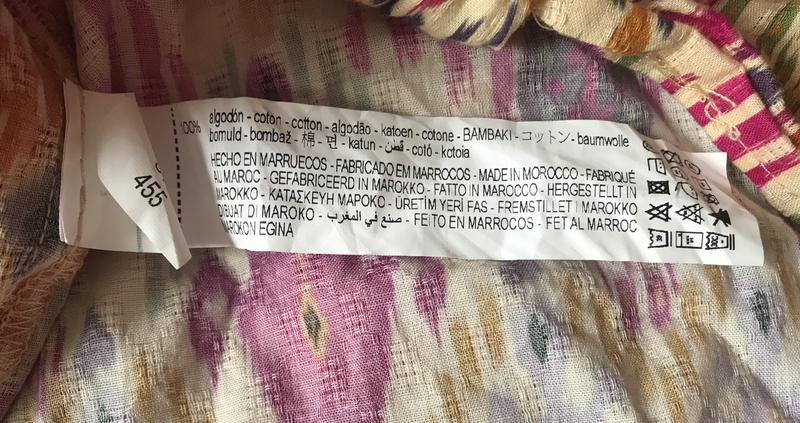 455
100% algodón - coton - cotton - algodão - katoen - cotone - BAMBAKI - コットン - baumwolle
bomuld - bombaž - 棉 - 면 - katun - قطن - cotó - kotoia
HECHO EN MARRUECOS - FABRICADO EM MARROCOS - MADE IN MOROCCO - FABRIQUÉ
AU MAROC - GEFABRICEERD IN MAROKKO - FATTO IN MAROCCO - HERGESTELLT IN
MAROKKO - ΚΑΤΑΣΚΕΥΗ ΜΑΡΟΚΟ - ÜRETİM YERİ FAS - FREMSTILLET I MAROKKO
DIBUAT DI MAROKO - صنع في المغرب - FEITO EN MARROCOS - FET AL MARROC
MAROKON EGINA